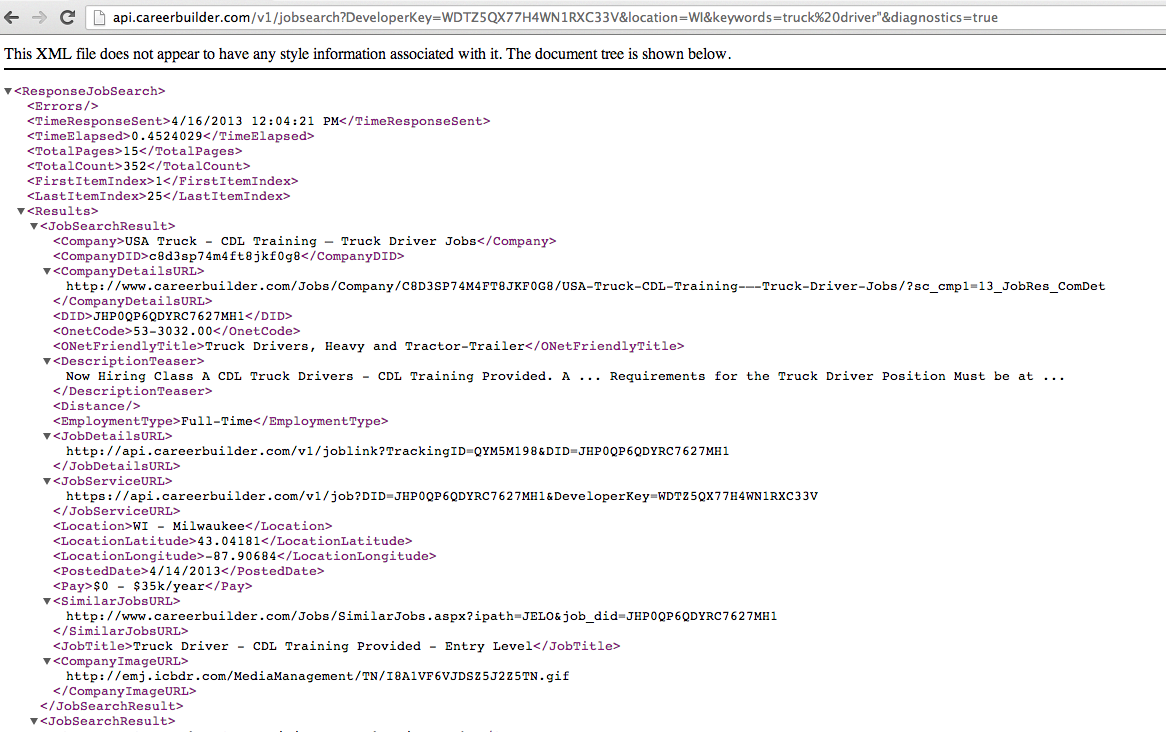 api.careerbuilder.com/v1/jobsearch?DeveloperKey=WDTZ5QX77H4WN1RXC33V&location=WI&keywords=truck%20driver"&diagnostics=true
This XML file does not appear to have any style information associated with it. The document tree is shown below.
▼<ResponseJobSearch>
<Errors/>
<TimeResponseSent>4/16/2013 12:04:21 PM</TimeResponseSent>
<TimeElapsed>0.4524029</TimeElapsed>
<TotalPages>15</TotalPages>
<TotalCount>352</TotalCount>
<FirstItemIndex>1</FirstItemIndex>
<LastItemIndex>25</LastItemIndex>
▼<Results>
▼<JobSearchResult>
<Company>USA Truck - CDL Training – Truck Driver Jobs</Company>
<CompanyDID>c8d3sp74m4ft8jkf0g8</CompanyDID>
▼<CompanyDetailsURL>
http://www.careerbuilder.com/Jobs/Company/C8D3SP74M4FT8JKF0G8/USA-Truck-CDL-Training-–-Truck-Driver-Jobs/?sc_cmp1=13_JobRes_ComDet
</CompanyDetailsURL>
<DID>JHP0QP6QDYRC7627MH1</DID>
<OnetCode>53-3032.00</OnetCode>
<ONetFriendlyTitle>Truck Drivers, Heavy and Tractor-Trailer</ONetFriendlyTitle>
▼<DescriptionTeaser>
Now Hiring Class A CDL Truck Drivers - CDL Training Provided. A ... Requirements for the Truck Driver Position Must be at ...
</DescriptionTeaser>
<Distance/>
<EmploymentType>Full-Time</EmploymentType>
▼<JobDetailsURL>
http://api.careerbuilder.com/v1/joblink?TrackingID=QYM5M198&DID=JHP0QP6QDYRC7627MH1
</JobDetailsURL>
▼<JobServiceURL>
https://api.careerbuilder.com/v1/job?DID=JHP0QP6QDYRC7627MH1&DeveloperKey=WDTZ5QX77H4WN1RXC33V
</JobServiceURL>
<Location>WI - Milwaukee</Location>
<LocationLatitude>43.04181</LocationLatitude>
<LocationLongitude>-87.90684</LocationLongitude>
<PostedDate>4/14/2013</PostedDate>
<Pay>$0 - $35k/year</Pay>
▼<SimilarJobsURL>
http://www.careerbuilder.com/Jobs/SimilarJobs.aspx?ipath=JELO&job_did=JHP0QP6QDYRC7627MH1
</SimilarJobsURL>
<JobTitle>Truck Driver - CDL Training Provided - Entry Level</JobTitle>
▼<CompanyImageURL>
http://emj.icbdr.com/MediaManagement/TN/I8A1VF6VJDSZ5J2Z5TN.gif
</CompanyImageURL>
</JobSearchResult>
▼<JobSearchResult>